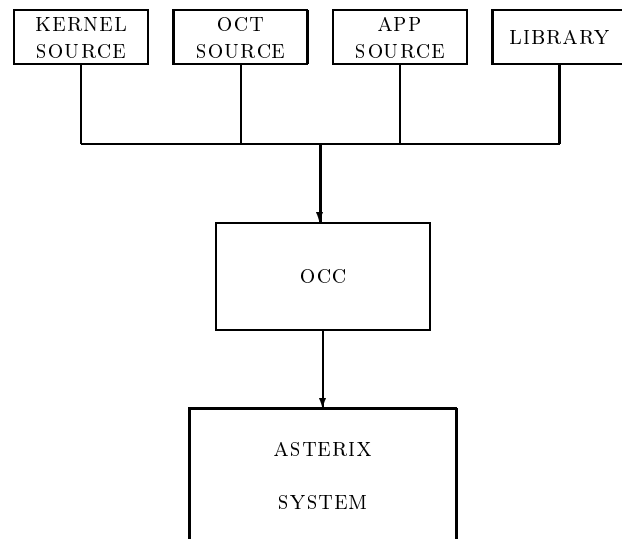 KERNEL
SOURCE
OCT
SOURCE
APP
SOURCE
LIBRARY
OCC
ASTERIX
SYSTEM